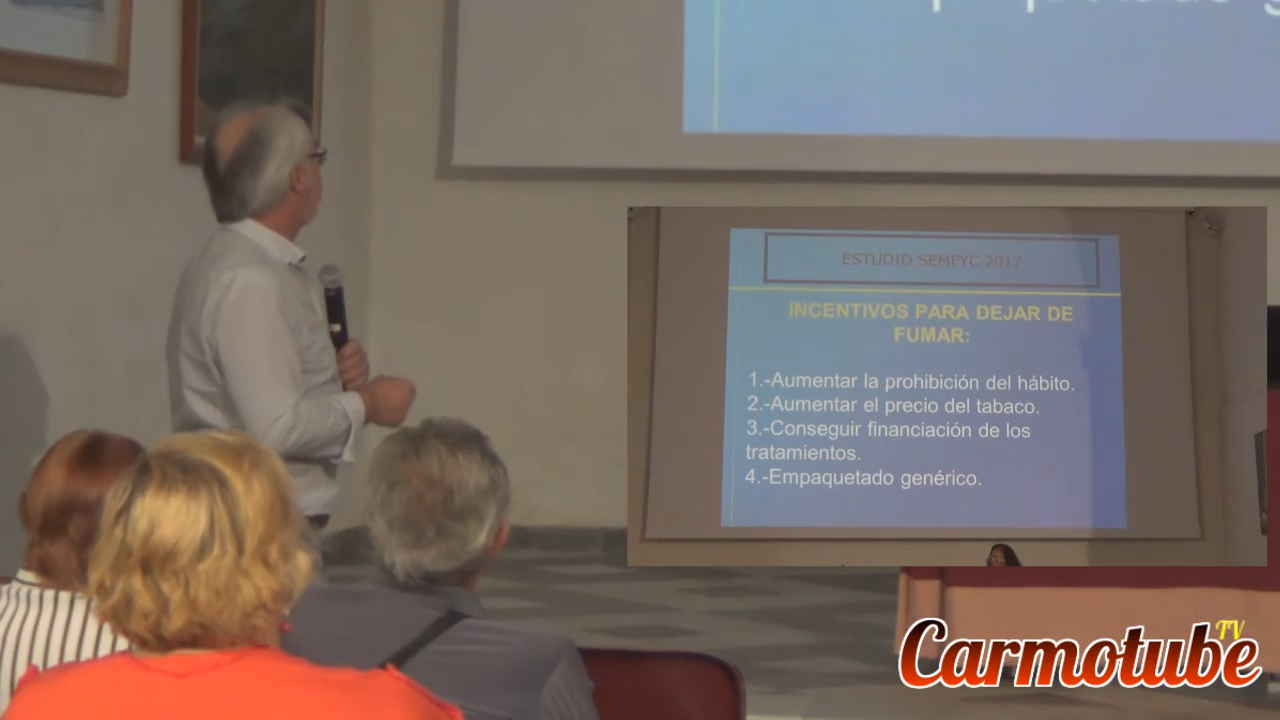 ESTUDIO SEMFYC 2017
INCENTIVOS PARA DEJAR DE
FUMAR:
1.-Aumentar la prohibición del hábito.
2.-Aumentar el precio del tabaco.
3.-Conseguir financiación de los
tratamientos.
4.-Empaquetado genérico.
Carmotube TV